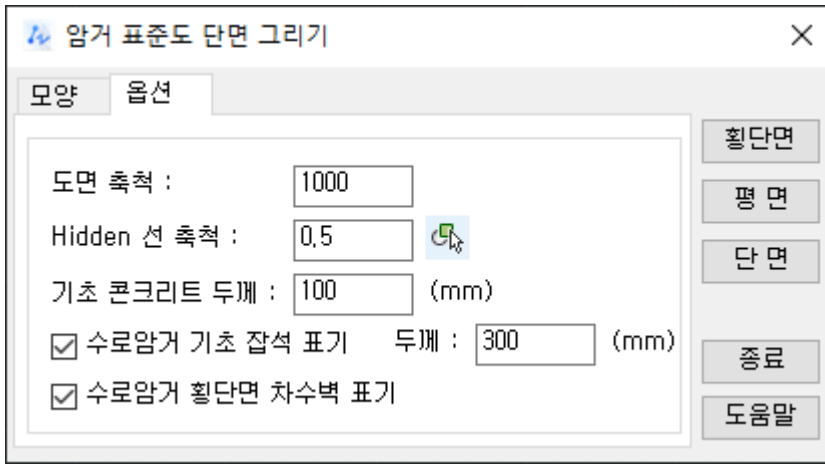 암거 표준도 단면 그리기
모양 옵션
도면 축척 : 1000
Hidden 선 축척 : 0,5
기초 콘크리트 두께 : 100 (mm)
수로암거 기초 잡석 표기 두께 : 300 (mm)
수로암거 횡단면 차수벽 표기
횡단면
평 면
단 면
종료
도움말